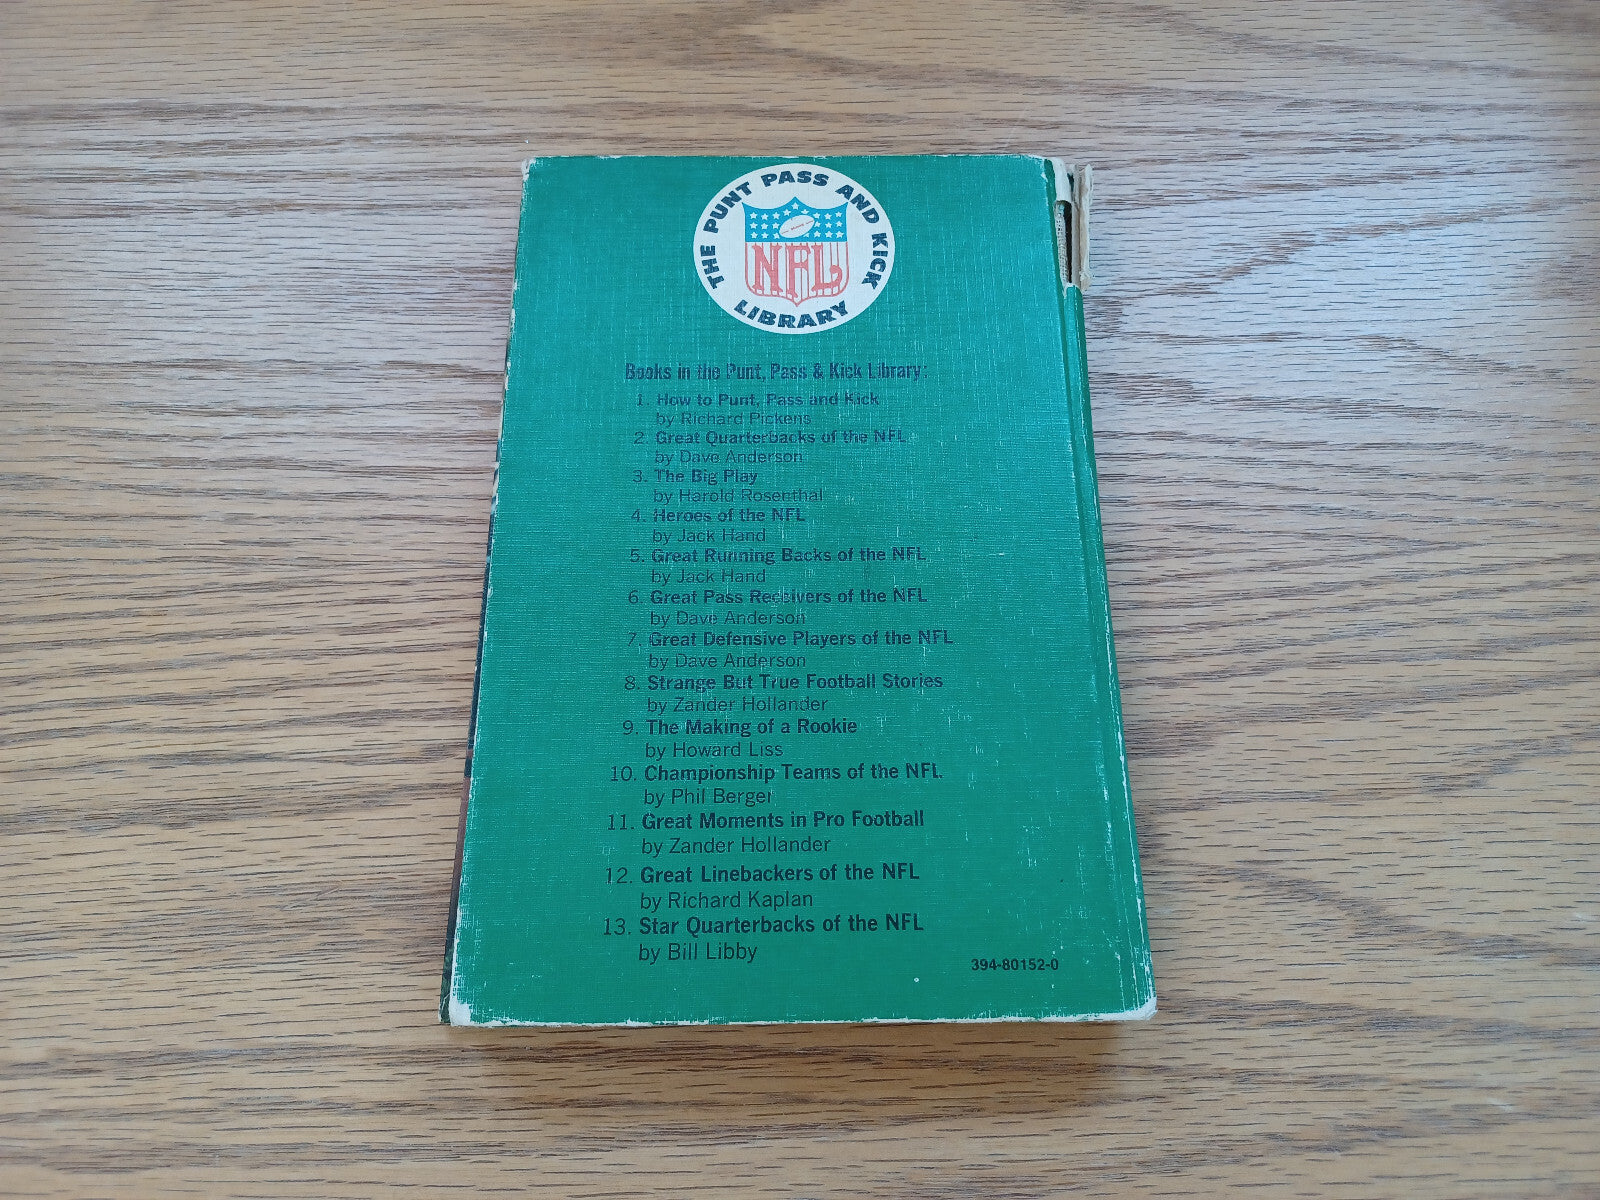 THE PUNT PASS AND KICK
NFL
LIBRARY
Books in the Punt, Pass & Kick Library:
1. How to Punt, Pass and Kick
by Richard Pickens
2. Great Quarterbacks of the NFL
by Dave Anderson
3. The Big Play
by Harold Rosenthal
4. Heroes of the NFL
by Jack Hand
5. Great Running Backs of the NFL
by Jack Hand
6. Great Pass Receivers of the NFL
by Dave Anderson
7. Great Defensive Players of the NFL
by Dave Anderson
8. Strange But True Football Stories
by Zander Hollander
9. The Making of a Rookie
by Howard Liss
10. Championship Teams of the NFL
by Phil Berger
11. Great Moments in Pro Football
by Zander Hollander
12. Great Linebackers of the NFL
by Richard Kaplan
13. Star Quarterbacks of the NFL
by Bill Libby
394-80152-0